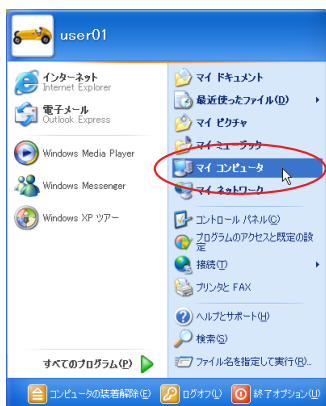 user01
インターネット
Internet Explorer
電子メール
Outlook Express
Windows Media Player
Windows Messenger
Windows XP ツアー
すべてのプログラム(P)
マイ ドキュメント
最近使ったファイル(D)
マイ ピクチャ
マイ ミュージック
マイ コンピュータ
マイ ネットワーク
コントロール パネル(C)
プログラムのアクセスと既定の設
定
接続(T)
プリンタと FAX
ヘルプとサポート(H)
検索(S)
ファイル名を指定して実行(R)...
コンピュータの装着解除(E)
ログオフ(L)
終了オプション(U)